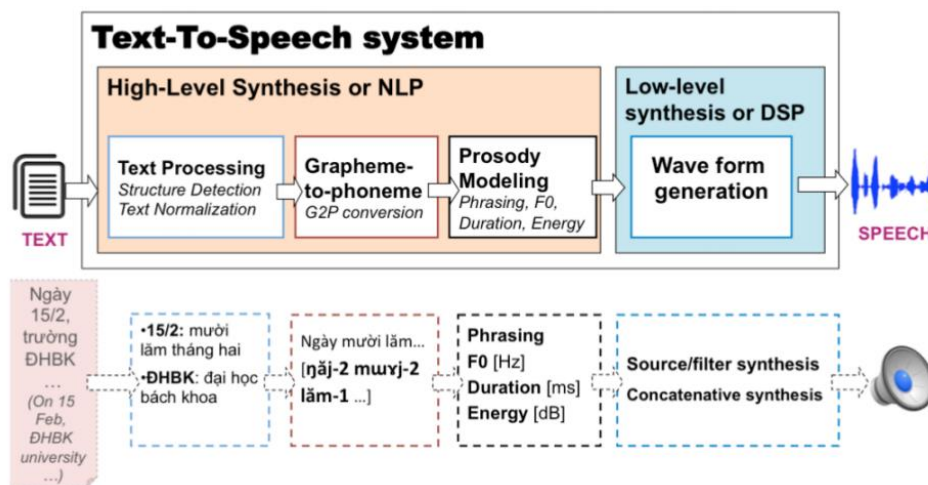 Text-To-Speech system
High-Level Synthesis or NLP
Low-level
synthesis or DSP
TEXT
Text Processing
Structure Detection
Text Normalization
Grapheme-
to-phoneme
G2P conversion
Prosody
Modeling
Phrasing, F0,
Duration, Energy
Wave form
generation
SPEECH
Ngày
15/2,
trường
ĐHBK
...
(On 15
Feb,
ĐHBK
university
...)
•15/2: mười
lăm tháng hai
•ĐHBK: đại học
bách khoa
Ngày mười lăm...
[ŋăj-2 mɯɤj-2
lăm-1 ...]
Phrasing
F0 [Hz]
Duration [ms]
Energy [dB]
Source/filter synthesis
Concatenative synthesis